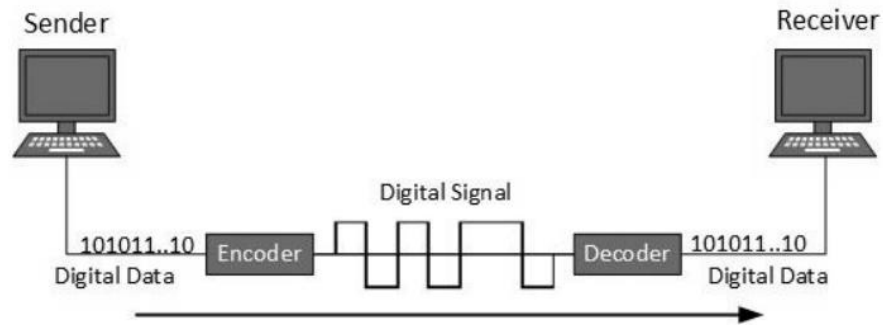 Sender
Receiver
Digital Signal
101011..10
Encoder
Decoder
101011..10
Digital Data
Digital Data